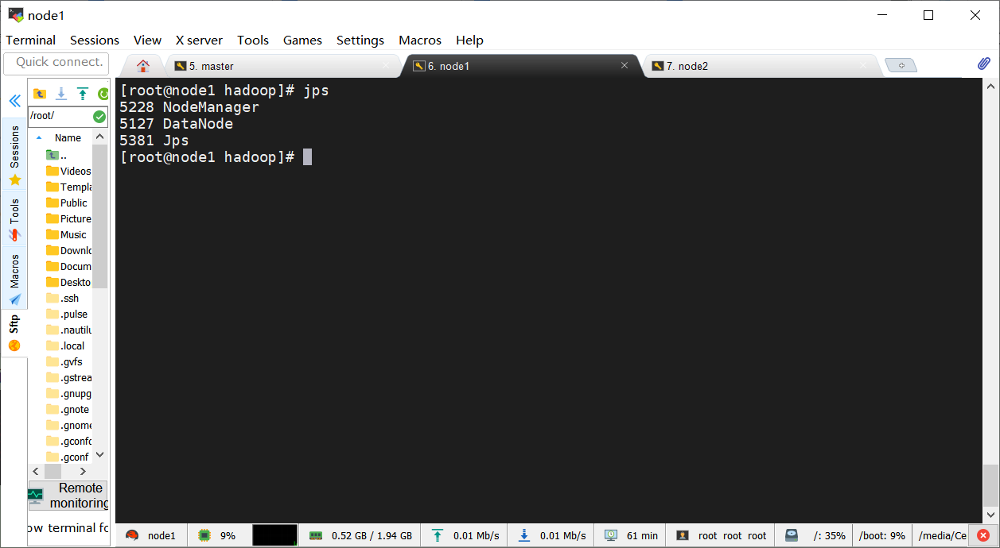 node1
Terminal Sessions View X server Tools Games Settings Macros Help
Quick connect.
5. master
6. node1
7. node2
/root/
Name
..
Videos
Templa
Public
Picture
Music
Downlo
Docum
Deskto
.ssh
.pulse
.nautilu
.local
.gvfs
.gstrea
.gnupg
.gnote
.gnome
.gconfd
.gconf
Sessions
Tools
Macros
Sftp
Remote
monitoring
ow terminal fo
[root@node1 hadoop]# jps
5228 NodeManager
5127 DataNode
5381 Jps
[root@node1 hadoop]#
node1 9% 0.52 GB / 1.94 GB 0.01 Mb/s 0.01 Mb/s 61 min root root root /: 35% /boot: 9% /media/Ce